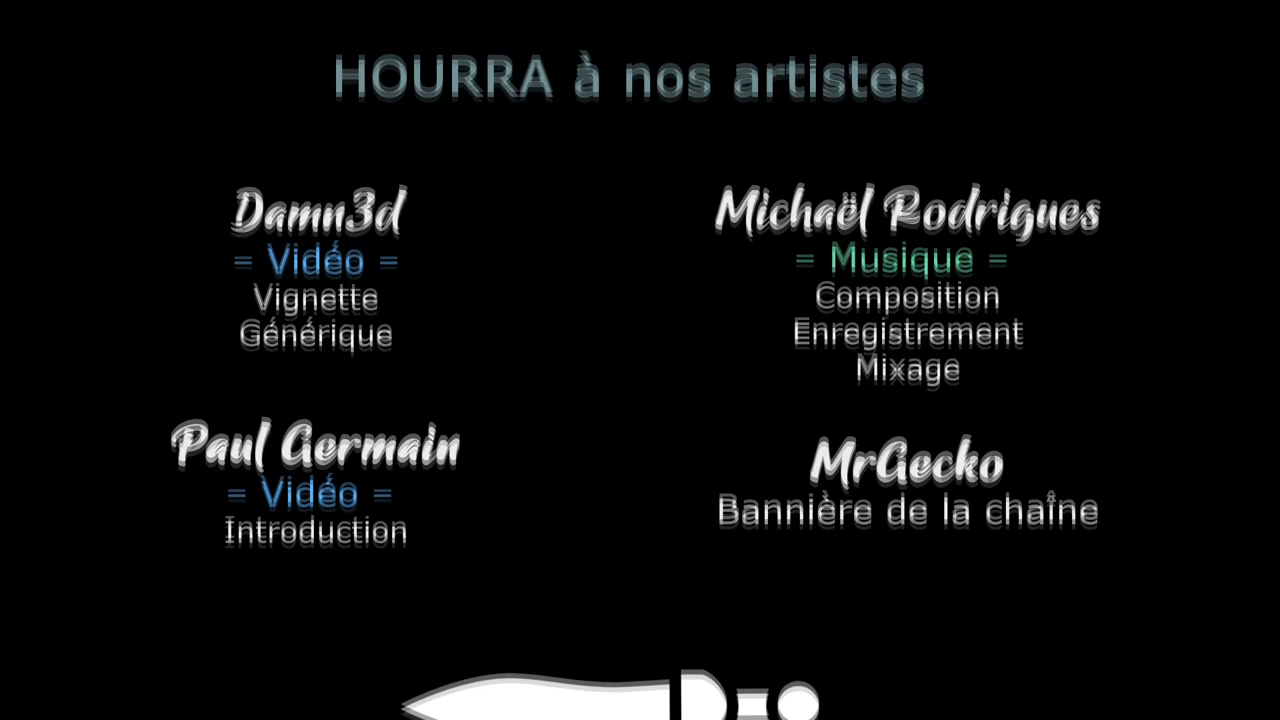 HOURRA à nos artistes
Damn3d
= Vidéo =
Vignette
Générique
Michaël Rodrigues
= Musique =
Composition
Enregistrement
Mixage
Paul Germain
= Vidéo =
Introduction
MrGecko
Bannière de la chaîne